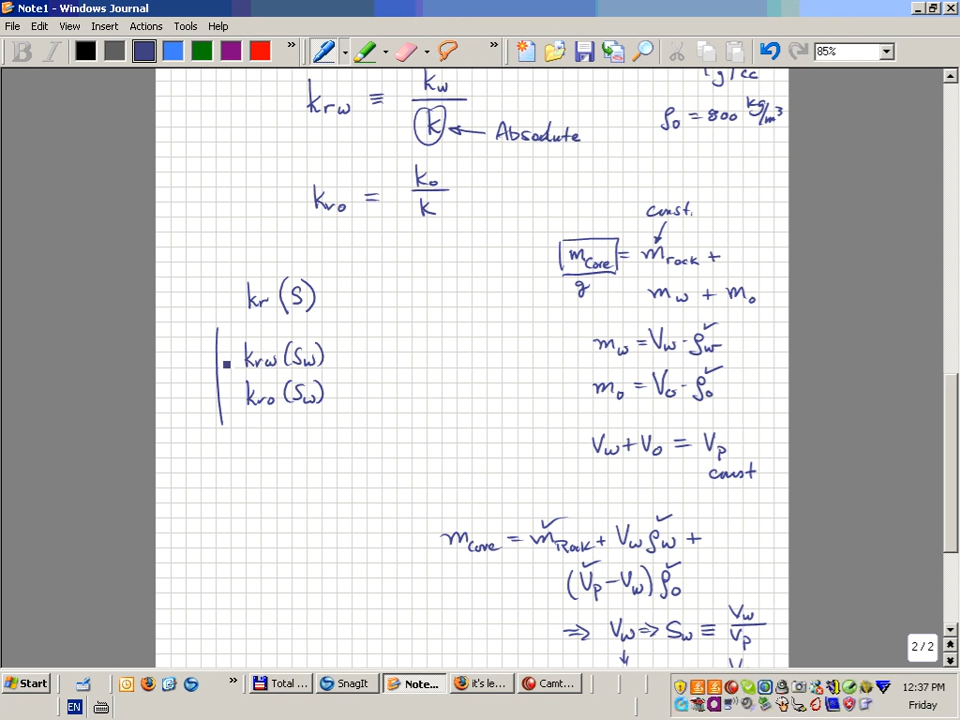 Note1 - Windows Journal
File Edit View Insert Actions Tools Help
B I 85%
1g/cc
krw ≡ kw / k ← Absolute
ρo = 800 kg/m³
kro = ko / k
const.
mcore = mrock +
g
mw + mo
kr (S)
mw = Vw · ρw ✓
krw (Sw)
mo = Vo · ρo ✓
kro (Sw)
Vw + Vo = Vp
const
mcore = mRock ✓ + Vw ρw ✓ +
(Vp ✓ - Vw) ρo ✓
⇒ Vw ⇒ Sw ≡ Vw / Vp
2/2
Start Total ... SnagIt Note... it's le... Camt... 12:37 PM
EN Friday